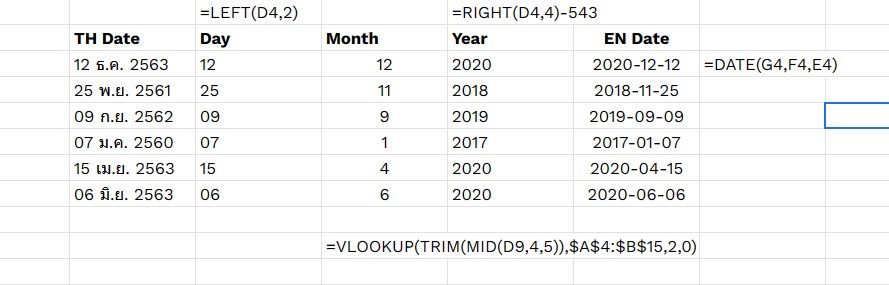 =LEFT(D4,2) =RIGHT(D4,4)-543
TH Date Day Month Year EN Date
12 ธ.ค. 2563 12 12 2020 2020-12-12 =DATE(G4,F4,E4)
25 พ.ย. 2561 25 11 2018 2018-11-25
09 ก.ย. 2562 09 9 2019 2019-09-09
07 ม.ค. 2560 07 1 2017 2017-01-07
15 เม.ย. 2563 15 4 2020 2020-04-15
06 มิ.ย. 2563 06 6 2020 2020-06-06
=VLOOKUP(TRIM(MID(D9,4,5)),$A$4:$B$15,2,0)